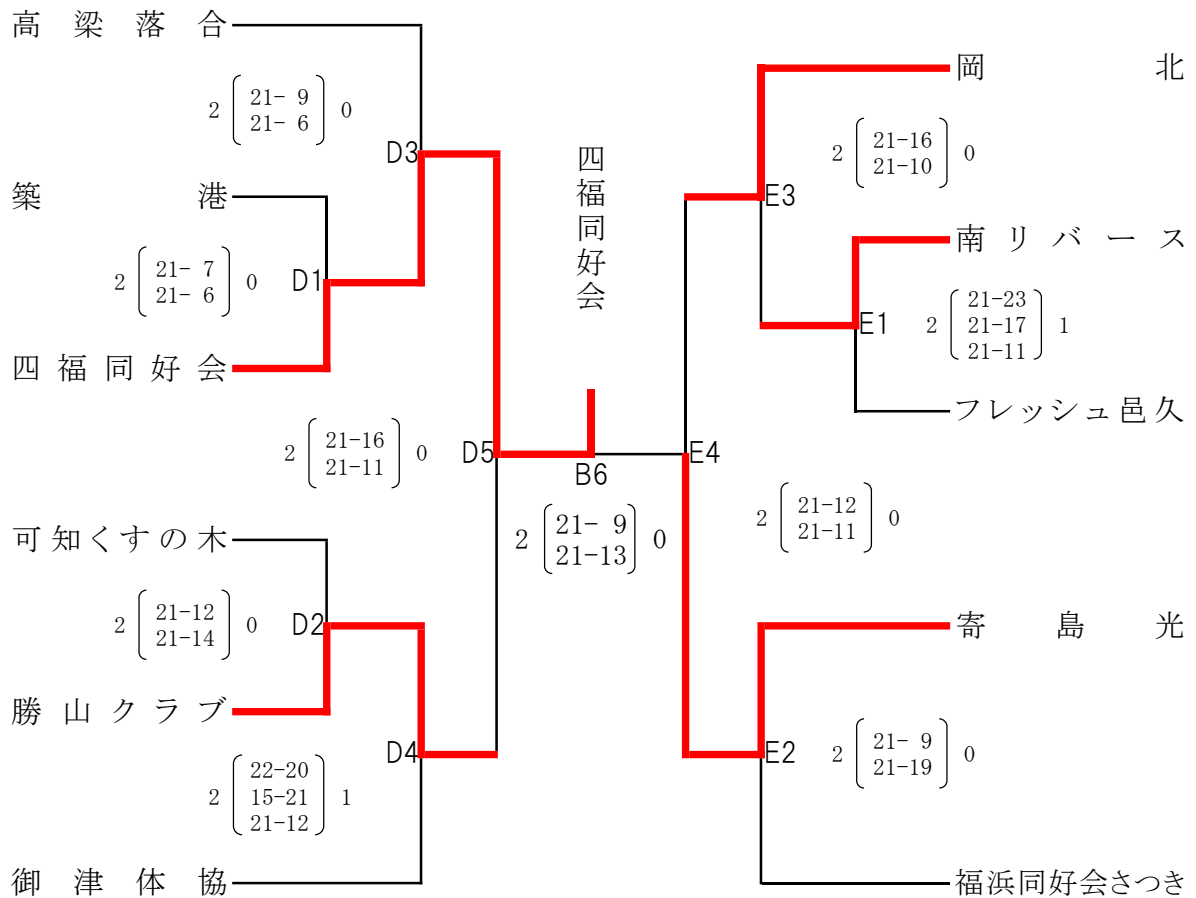 高梁落合
2 21- 9 0
21- 6
D3
築港
2 21- 7 0
21- 6
D1
四福同好会
2 21-16 0
21-11
D5
可知くすの木
2 21-12 0
21-14
D2
勝山クラブ
2 22-20 1
15-21
21-12
D4
御津体協
四福同好会
B6
2 21- 9 0
21-13
岡北
2 21-16 0
21-10
E3
南リバース
E1
2 21-23 1
21-17
21-11
フレッシュ邑久
E4
2 21-12 0
21-11
寄島光
E2
2 21- 9 0
21-19
福浜同好会さつき